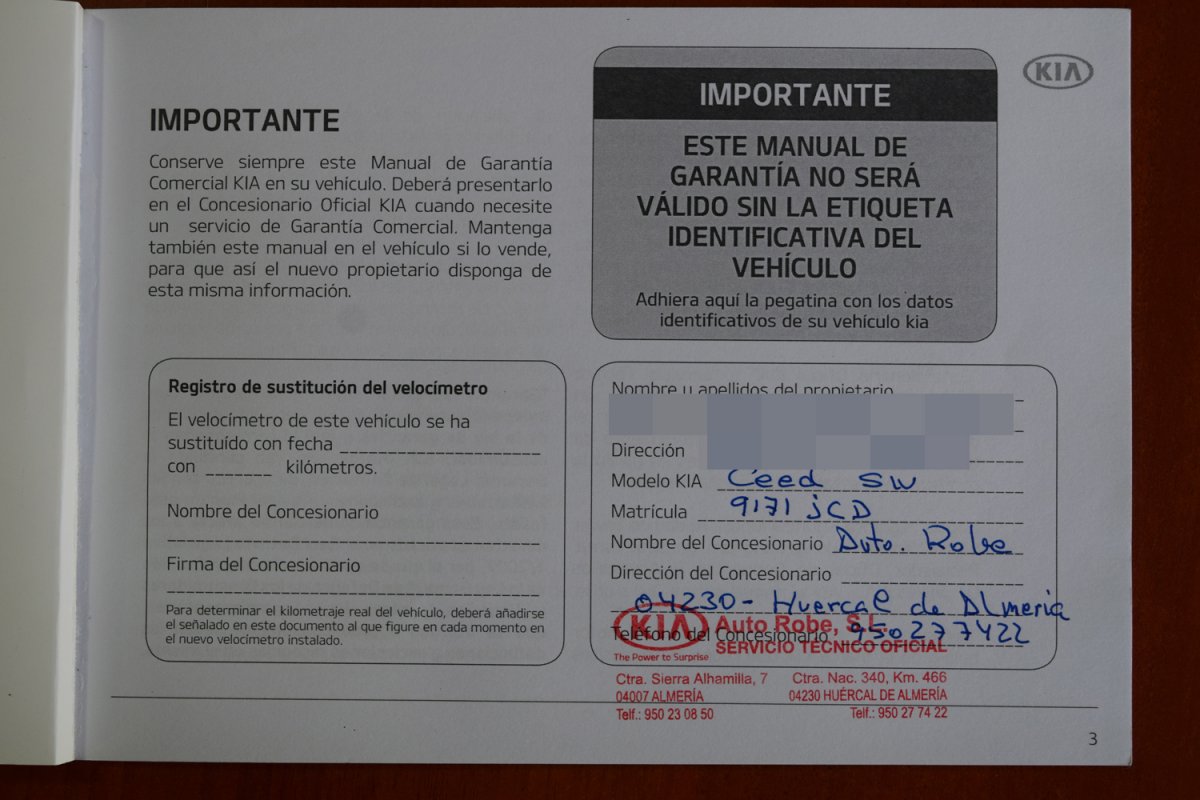 IMPORTANTE
Conserve siempre este Manual de Garantía
Comercial KIA en su vehículo. Deberá presentarlo
en el Concesionario Oficial KIA cuando necesite
un servicio de Garantía Comercial. Mantenga
también este manual en el vehículo si lo vende,
para que así el nuevo propietario disponga de
esta misma información.
KIA
IMPORTANTE
ESTE MANUAL DE
GARANTÍA NO SERÁ
VÁLIDO SIN LA ETIQUETA
IDENTIFICATIVA DEL
VEHÍCULO
Adhiera aquí la pegatina con los datos
identificativos de su vehículo kia
Registro de sustitución del velocímetro
El velocímetro de este vehículo se ha
sustituído con fecha
con kilómetros.
Nombre del Concesionario
Firma del Concesionario
Para determinar el kilometraje real del vehículo, deberá añadirse
el señalado en este documento al que figure en cada momento en
el nuevo velocímetro instalado.
Nombre y apellidos del propietario
Dirección
Modelo KIA Ceed SW
Matrícula 9171 JCD
Nombre del Concesionario Auto. Robe
Dirección del Concesionario
04230 - Huercal de Almeria
Teléfono del Concesionario 950277422
KIA Auto Robe, S.L.
The Power to Surprise SERVICIO TECNICO OFICIAL
Ctra. Sierra Alhamilla, 7 Ctra. Nac. 340, Km. 466
04007 ALMERÍA 04230 HUÉRCAL DE ALMERÍA
Telf.: 950 23 08 50 Telf.: 950 27 74 22
3